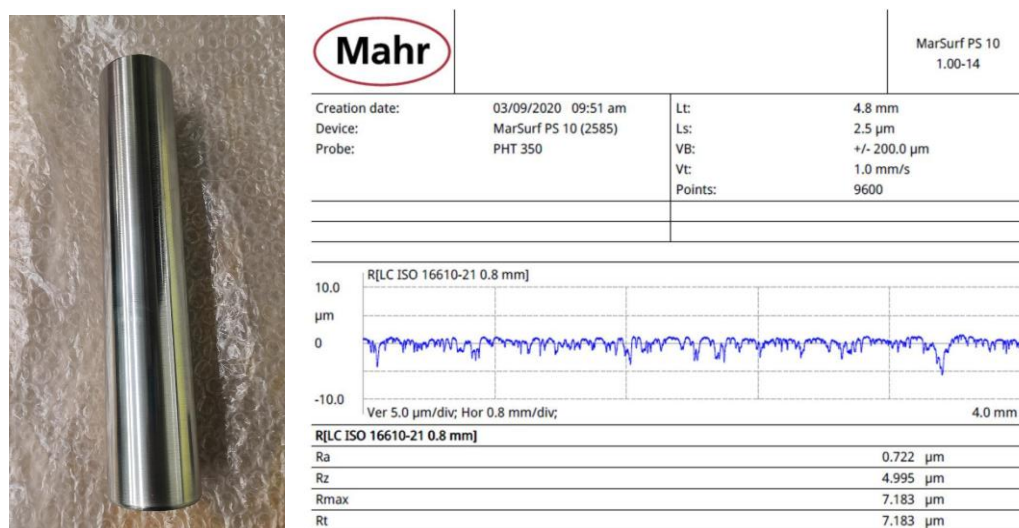 Mahr
MarSurf PS 10
1.00-14
Creation date: 03/09/2020 09:51 am
Device: MarSurf PS 10 (2585)
Probe: PHT 350
Lt: 4.8 mm
Ls: 2.5 µm
VB: +/- 200.0 µm
Vt: 1.0 mm/s
Points: 9600
R[LC ISO 16610-21 0.8 mm]
10.0
µm
0
-10.0
Ver 5.0 µm/div; Hor 0.8 mm/div;
4.0 mm
R[LC ISO 16610-21 0.8 mm]
Ra 0.722 µm
Rz 4.995 µm
Rmax 7.183 µm
Rt 7.183 µm